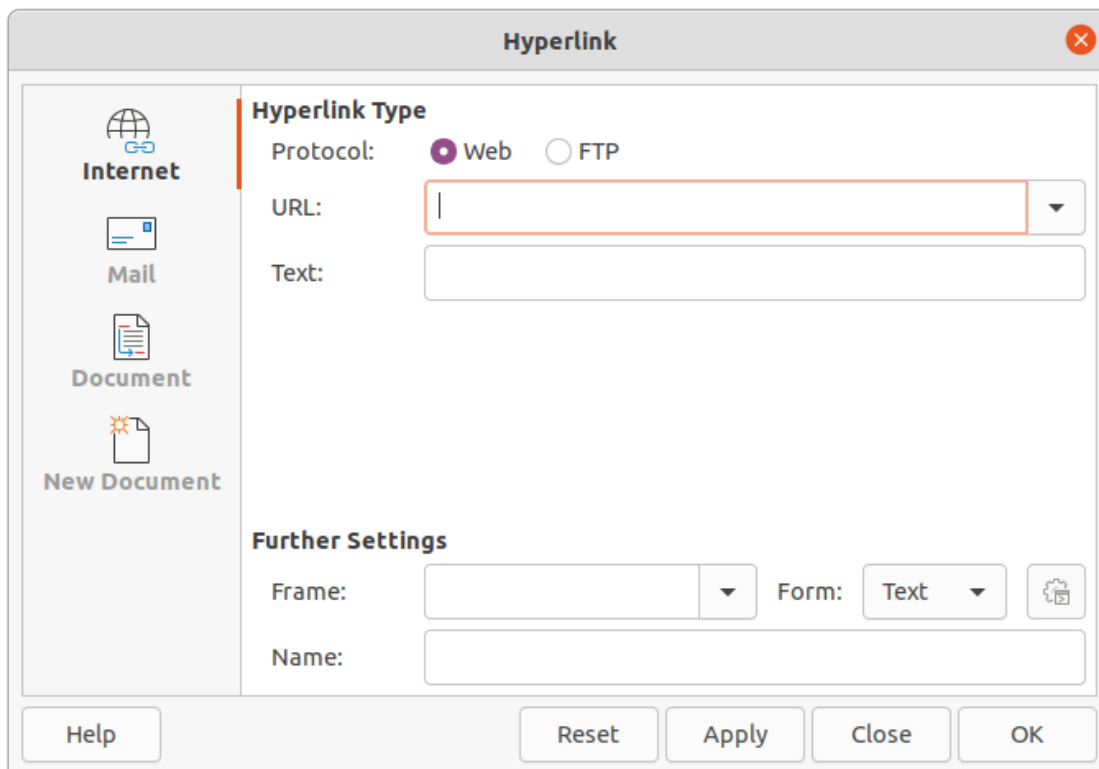 Hyperlink
Internet
Mail
Document
New Document
Hyperlink Type
Protocol: Web FTP
URL:
Text:
Further Settings
Frame: Form: Text
Name:
Help Reset Apply Close OK